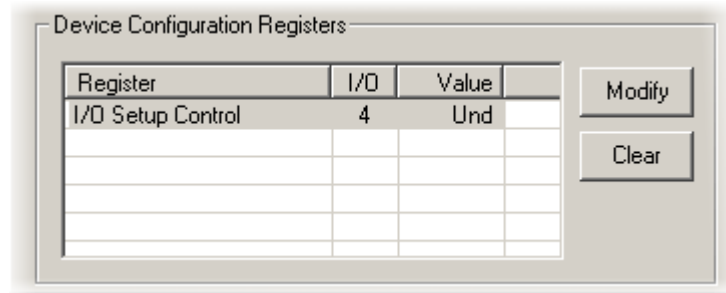 Device Configuration Registers
Register I/O Value
I/O Setup Control 4 Und
Modify
Clear